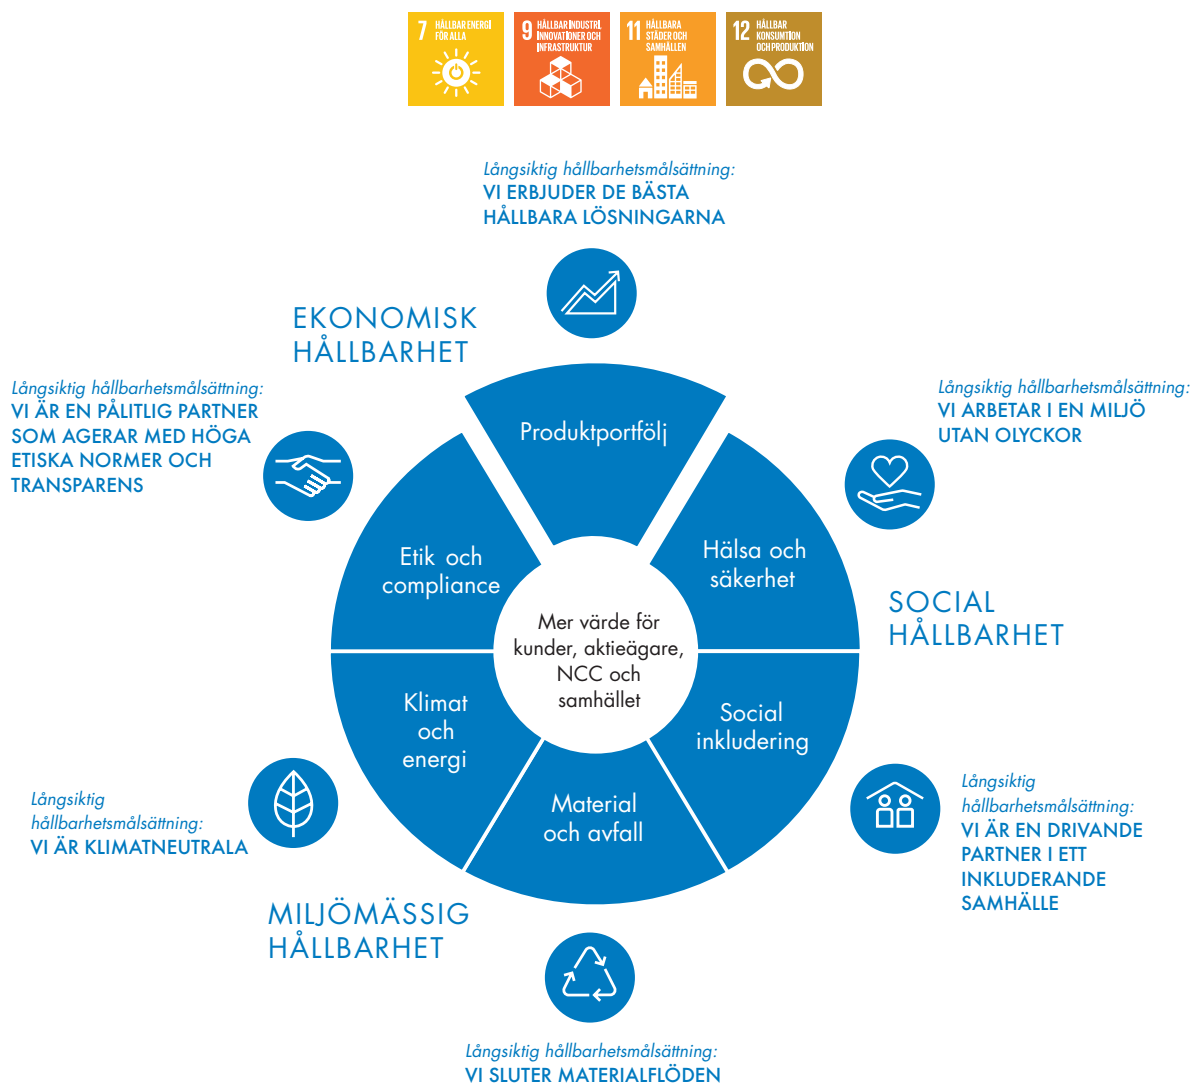 7 HÅLLBAR ENERGI
FÖR ALLA
9 HÅLLBAR INDUSTRI,
INNOVATIONER OCH
INFRASTRUKTUR
11 HÅLLBARA
STÄDER OCH
SAMHÄLLEN
12 HÅLLBAR
KONSUMTION
OCH PRODUKTION
Långsiktig hållbarhetsmålsättning:
VI ERBJUDER DE BÄSTA
HÅLLBARA LÖSNINGARNA
EKONOMISK
HÅLLBARHET
Långsiktig hållbarhetsmålsättning:
VI ÄR EN PÅLITLIG PARTNER
SOM AGERAR MED HÖGA
ETISKA NORMER OCH
TRANSPARENS
Långsiktig hållbarhetsmålsättning:
VI ARBETAR I EN MILJÖ
UTAN OLYCKOR
Produktportfölj
Etik och
compliance
Hälsa och
säkerhet
SOCIAL
HÅLLBARHET
Mer värde för
kunder, aktieägare,
NCC och
samhället
Klimat
och
energi
Social
inkludering
Material
och avfall
Långsiktig
hållbarhetsmålsättning:
VI ÄR KLIMATNEUTRALA
Långsiktig
hållbarhetsmålsättning:
VI ÄR EN DRIVANDE
PARTNER I ETT
INKLUDERANDE
SAMHÄLLE
MILJÖMÄSSIG
HÅLLBARHET
Långsiktig hållbarhetsmålsättning:
VI SLUTER MATERIALFLÖDEN